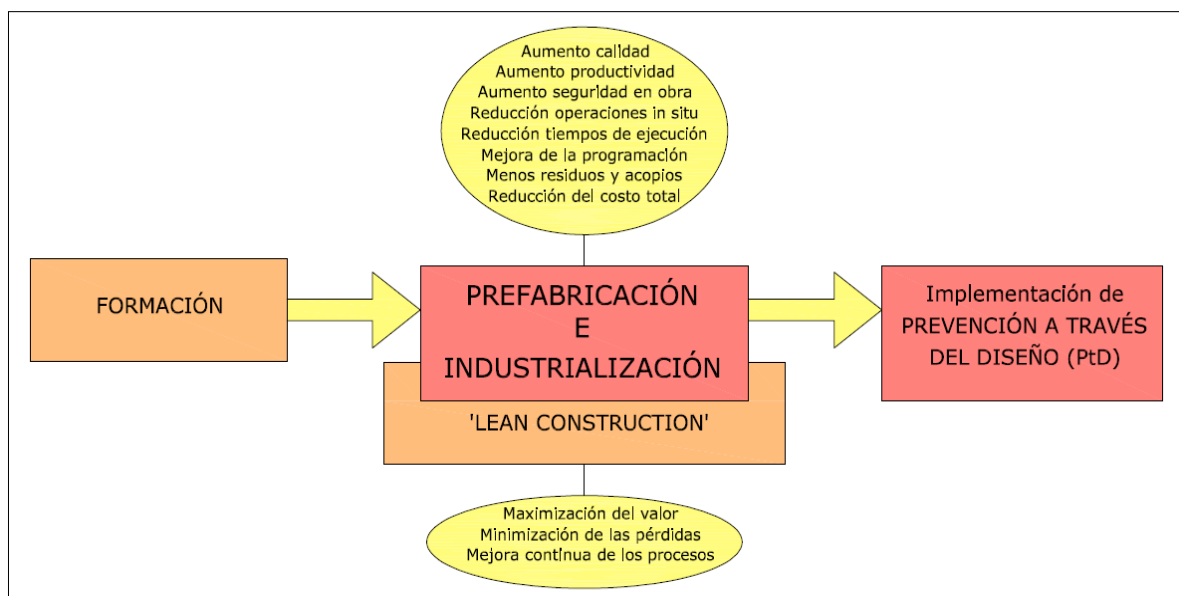 Aumento calidad
Aumento productividad
Aumento seguridad en obra
Reducción operaciones in situ
Reducción tiempos de ejecución
Mejora de la programación
Menos residuos y acopios
Reducción del costo total
FORMACIÓN
PREFABRICACIÓN
E
INDUSTRIALIZACIÓN
Implementación de
PREVENCIÓN A TRAVÉS
DEL DISEÑO (PtD)
'LEAN CONSTRUCTION'
Maximización del valor
Minimización de las pérdidas
Mejora continua de los procesos